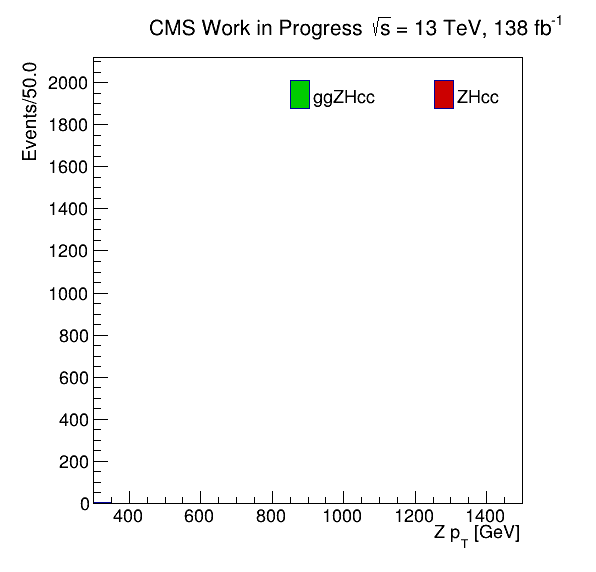 CMS Work in Progress √s = 13 TeV, 138 fb⁻¹
Events/50.0
ggZHcc ZHcc
2000
1800
1600
1400
1200
1000
800
600
400
200
0
400 600 800 1000 1200 1400
Z p_T [GeV]